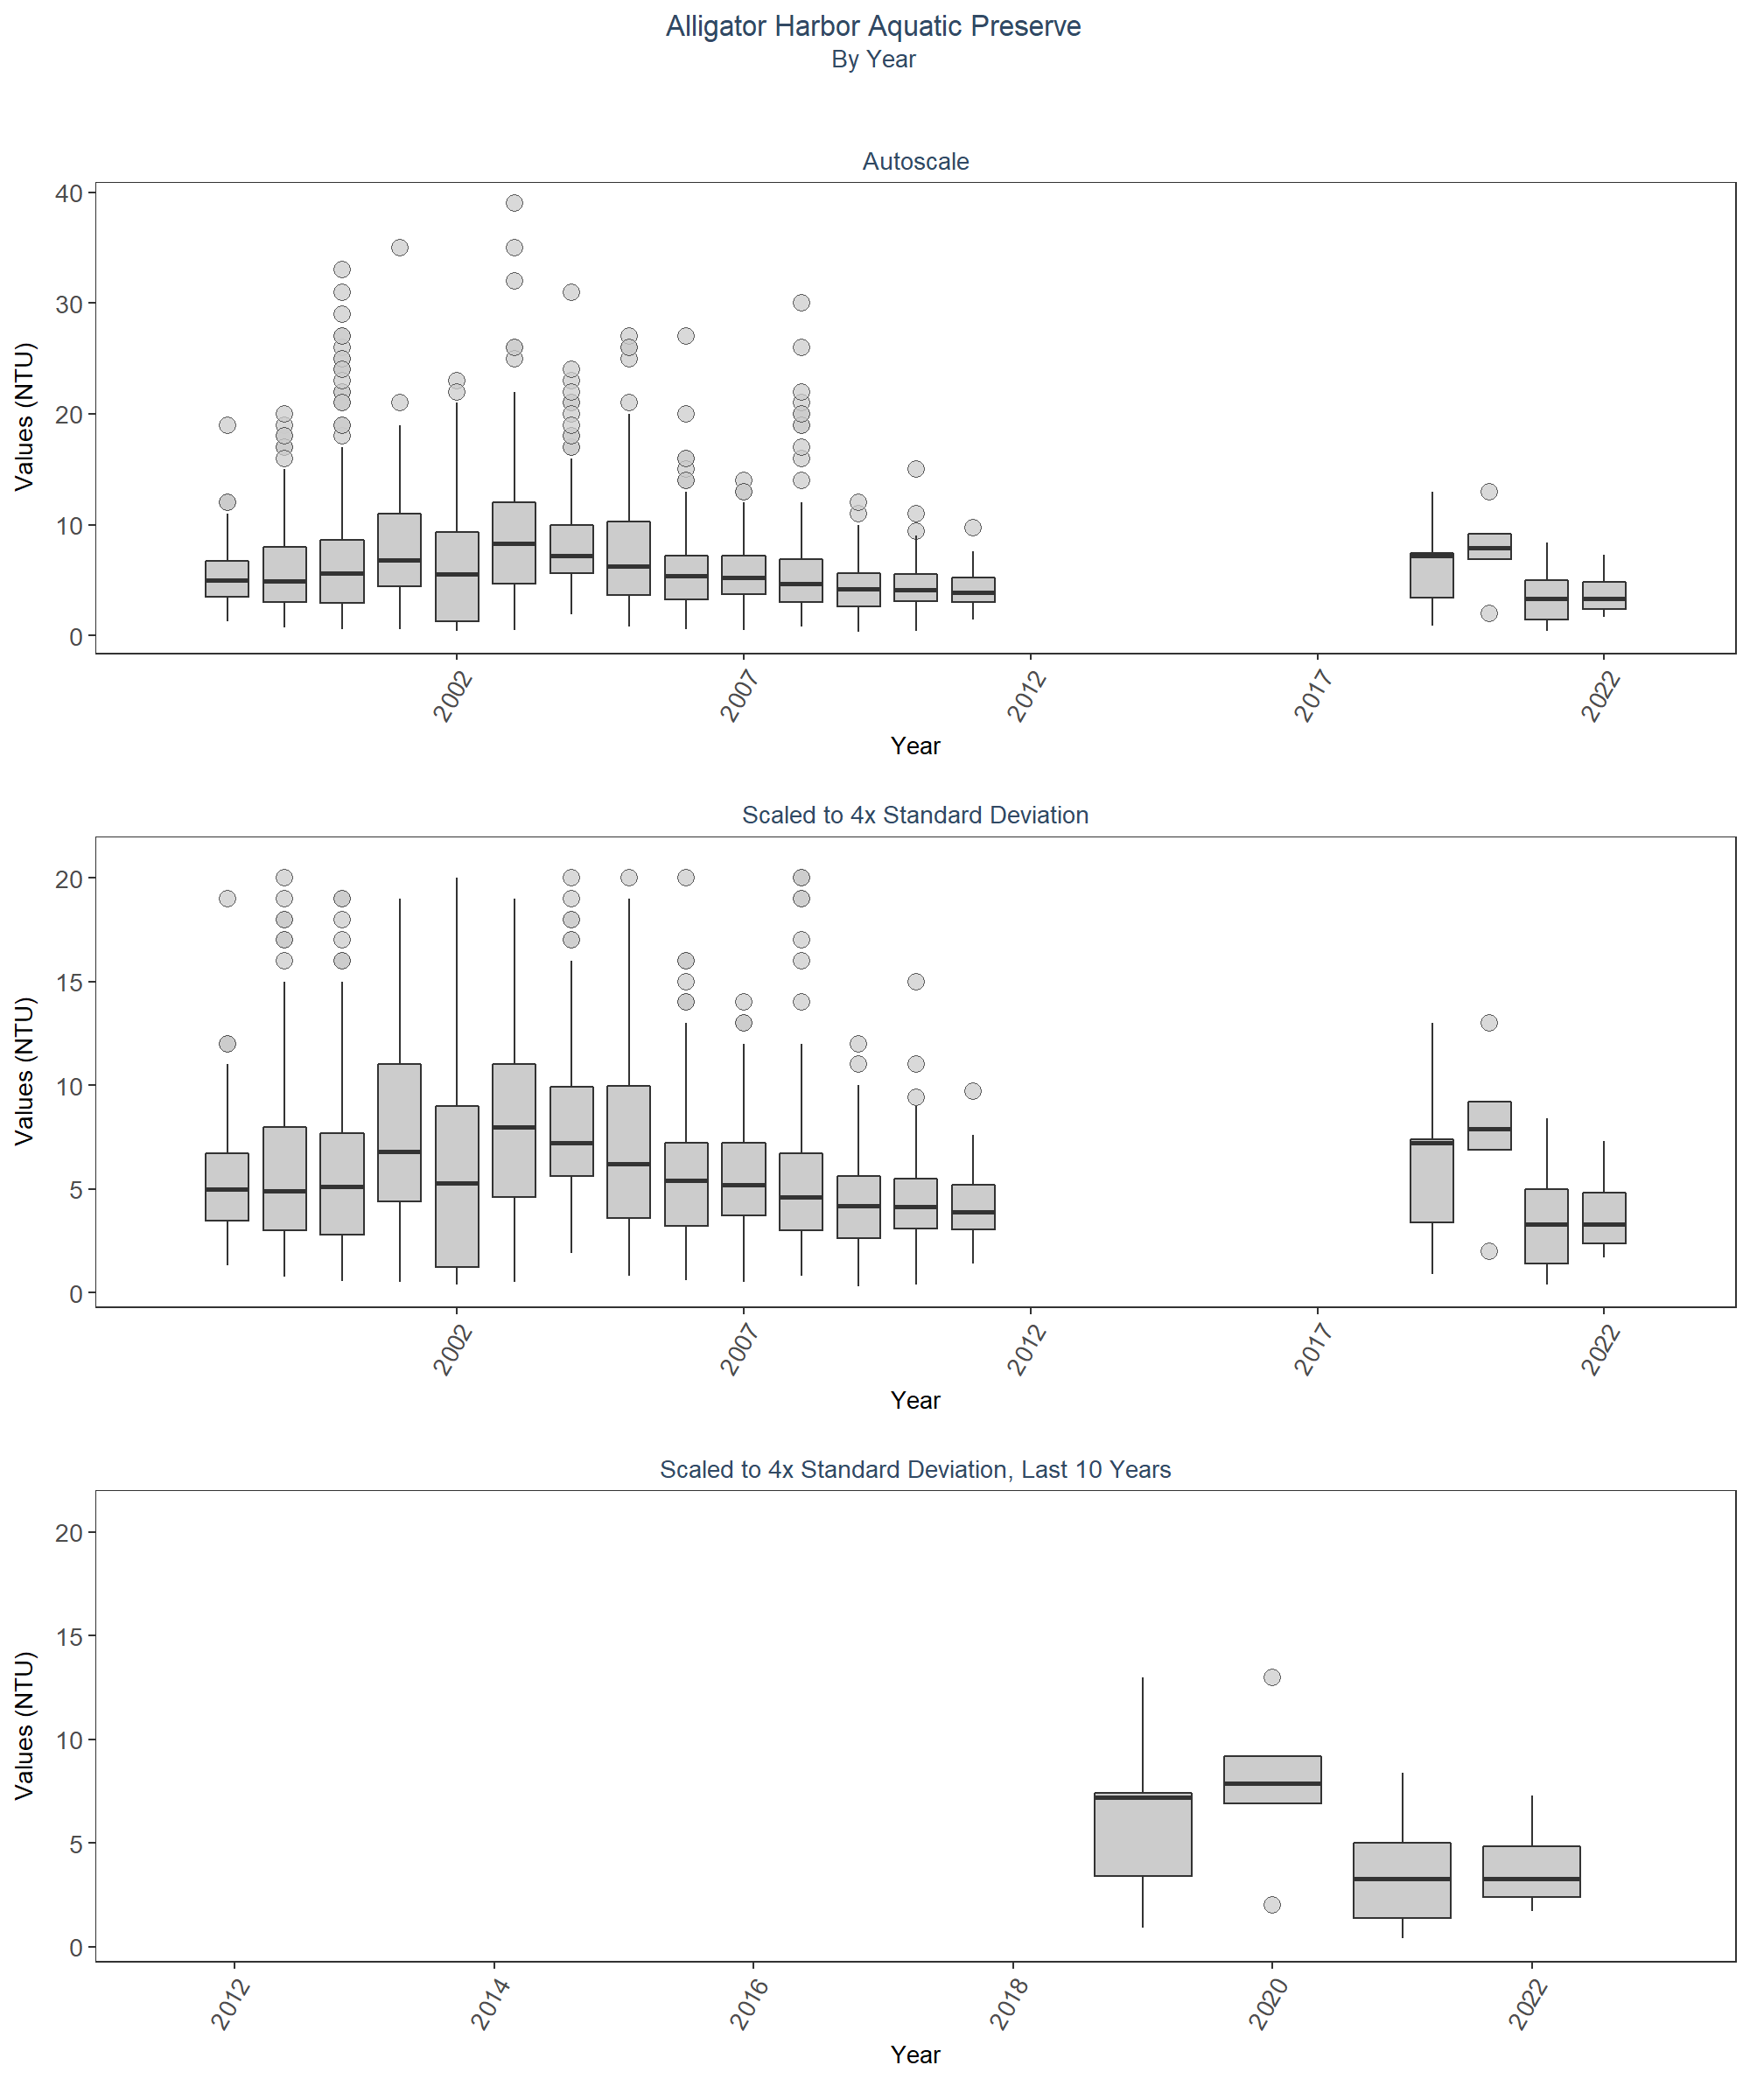 Alligator Harbor Aquatic Preserve
By Year
Autoscale
Values (NTU)
40
30
20
10
0
2002
2007
2012
2017
2022
Year
Scaled to 4x Standard Deviation
Values (NTU)
20
15
10
5
0
2002
2007
2012
2017
2022
Year
Scaled to 4x Standard Deviation, Last 10 Years
Values (NTU)
20
15
10
5
0
2012
2014
2016
2018
2020
2022
Year